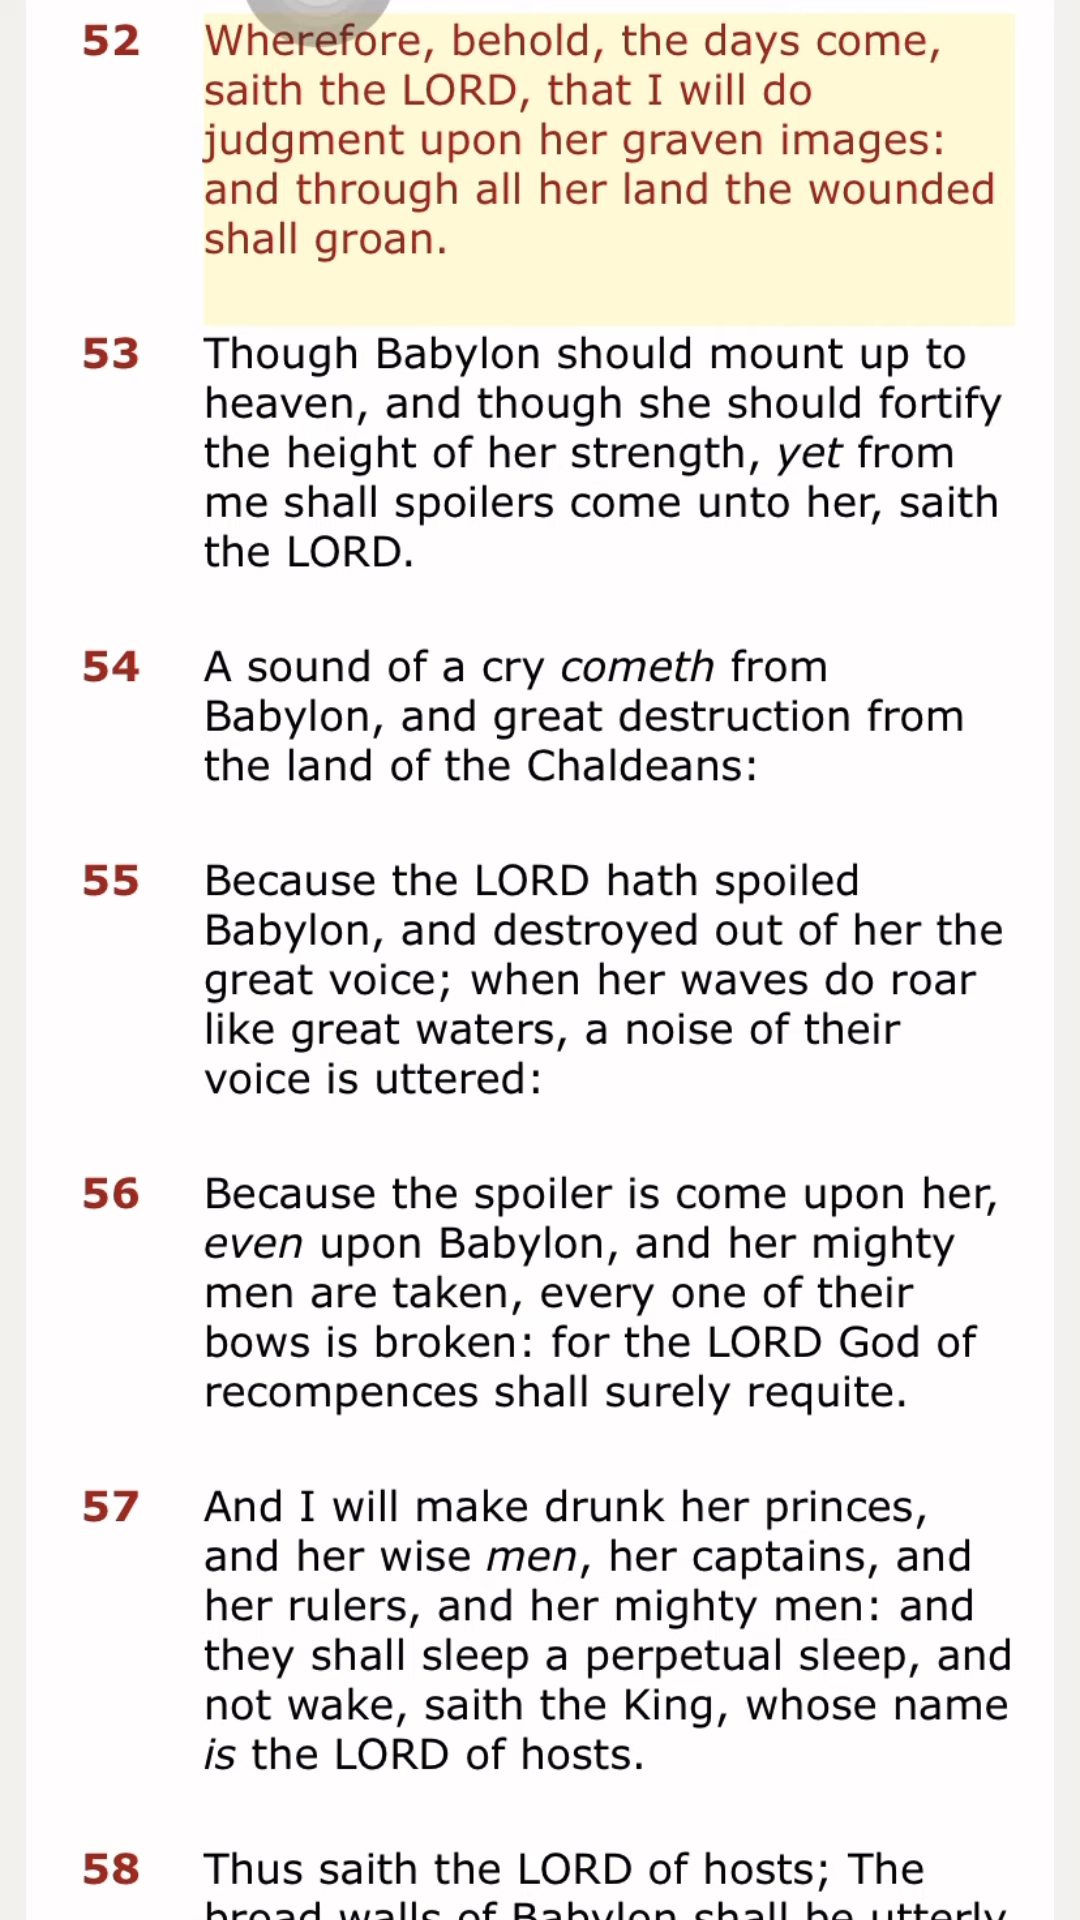 52 Wherefore, behold, the days come,
saith the LORD, that I will do
judgment upon her graven images:
and through all her land the wounded
shall groan.
53 Though Babylon should mount up to
heaven, and though she should fortify
the height of her strength, yet from
me shall spoilers come unto her, saith
the LORD.
54 A sound of a cry cometh from
Babylon, and great destruction from
the land of the Chaldeans:
55 Because the LORD hath spoiled
Babylon, and destroyed out of her the
great voice; when her waves do roar
like great waters, a noise of their
voice is uttered:
56 Because the spoiler is come upon her,
even upon Babylon, and her mighty
men are taken, every one of their
bows is broken: for the LORD God of
recompences shall surely requite.
57 And I will make drunk her princes,
and her wise men, her captains, and
her rulers, and her mighty men: and
they shall sleep a perpetual sleep, and
not wake, saith the King, whose name
is the LORD of hosts.
58 Thus saith the LORD of hosts; The
broad walls of Babylon shall be utterly